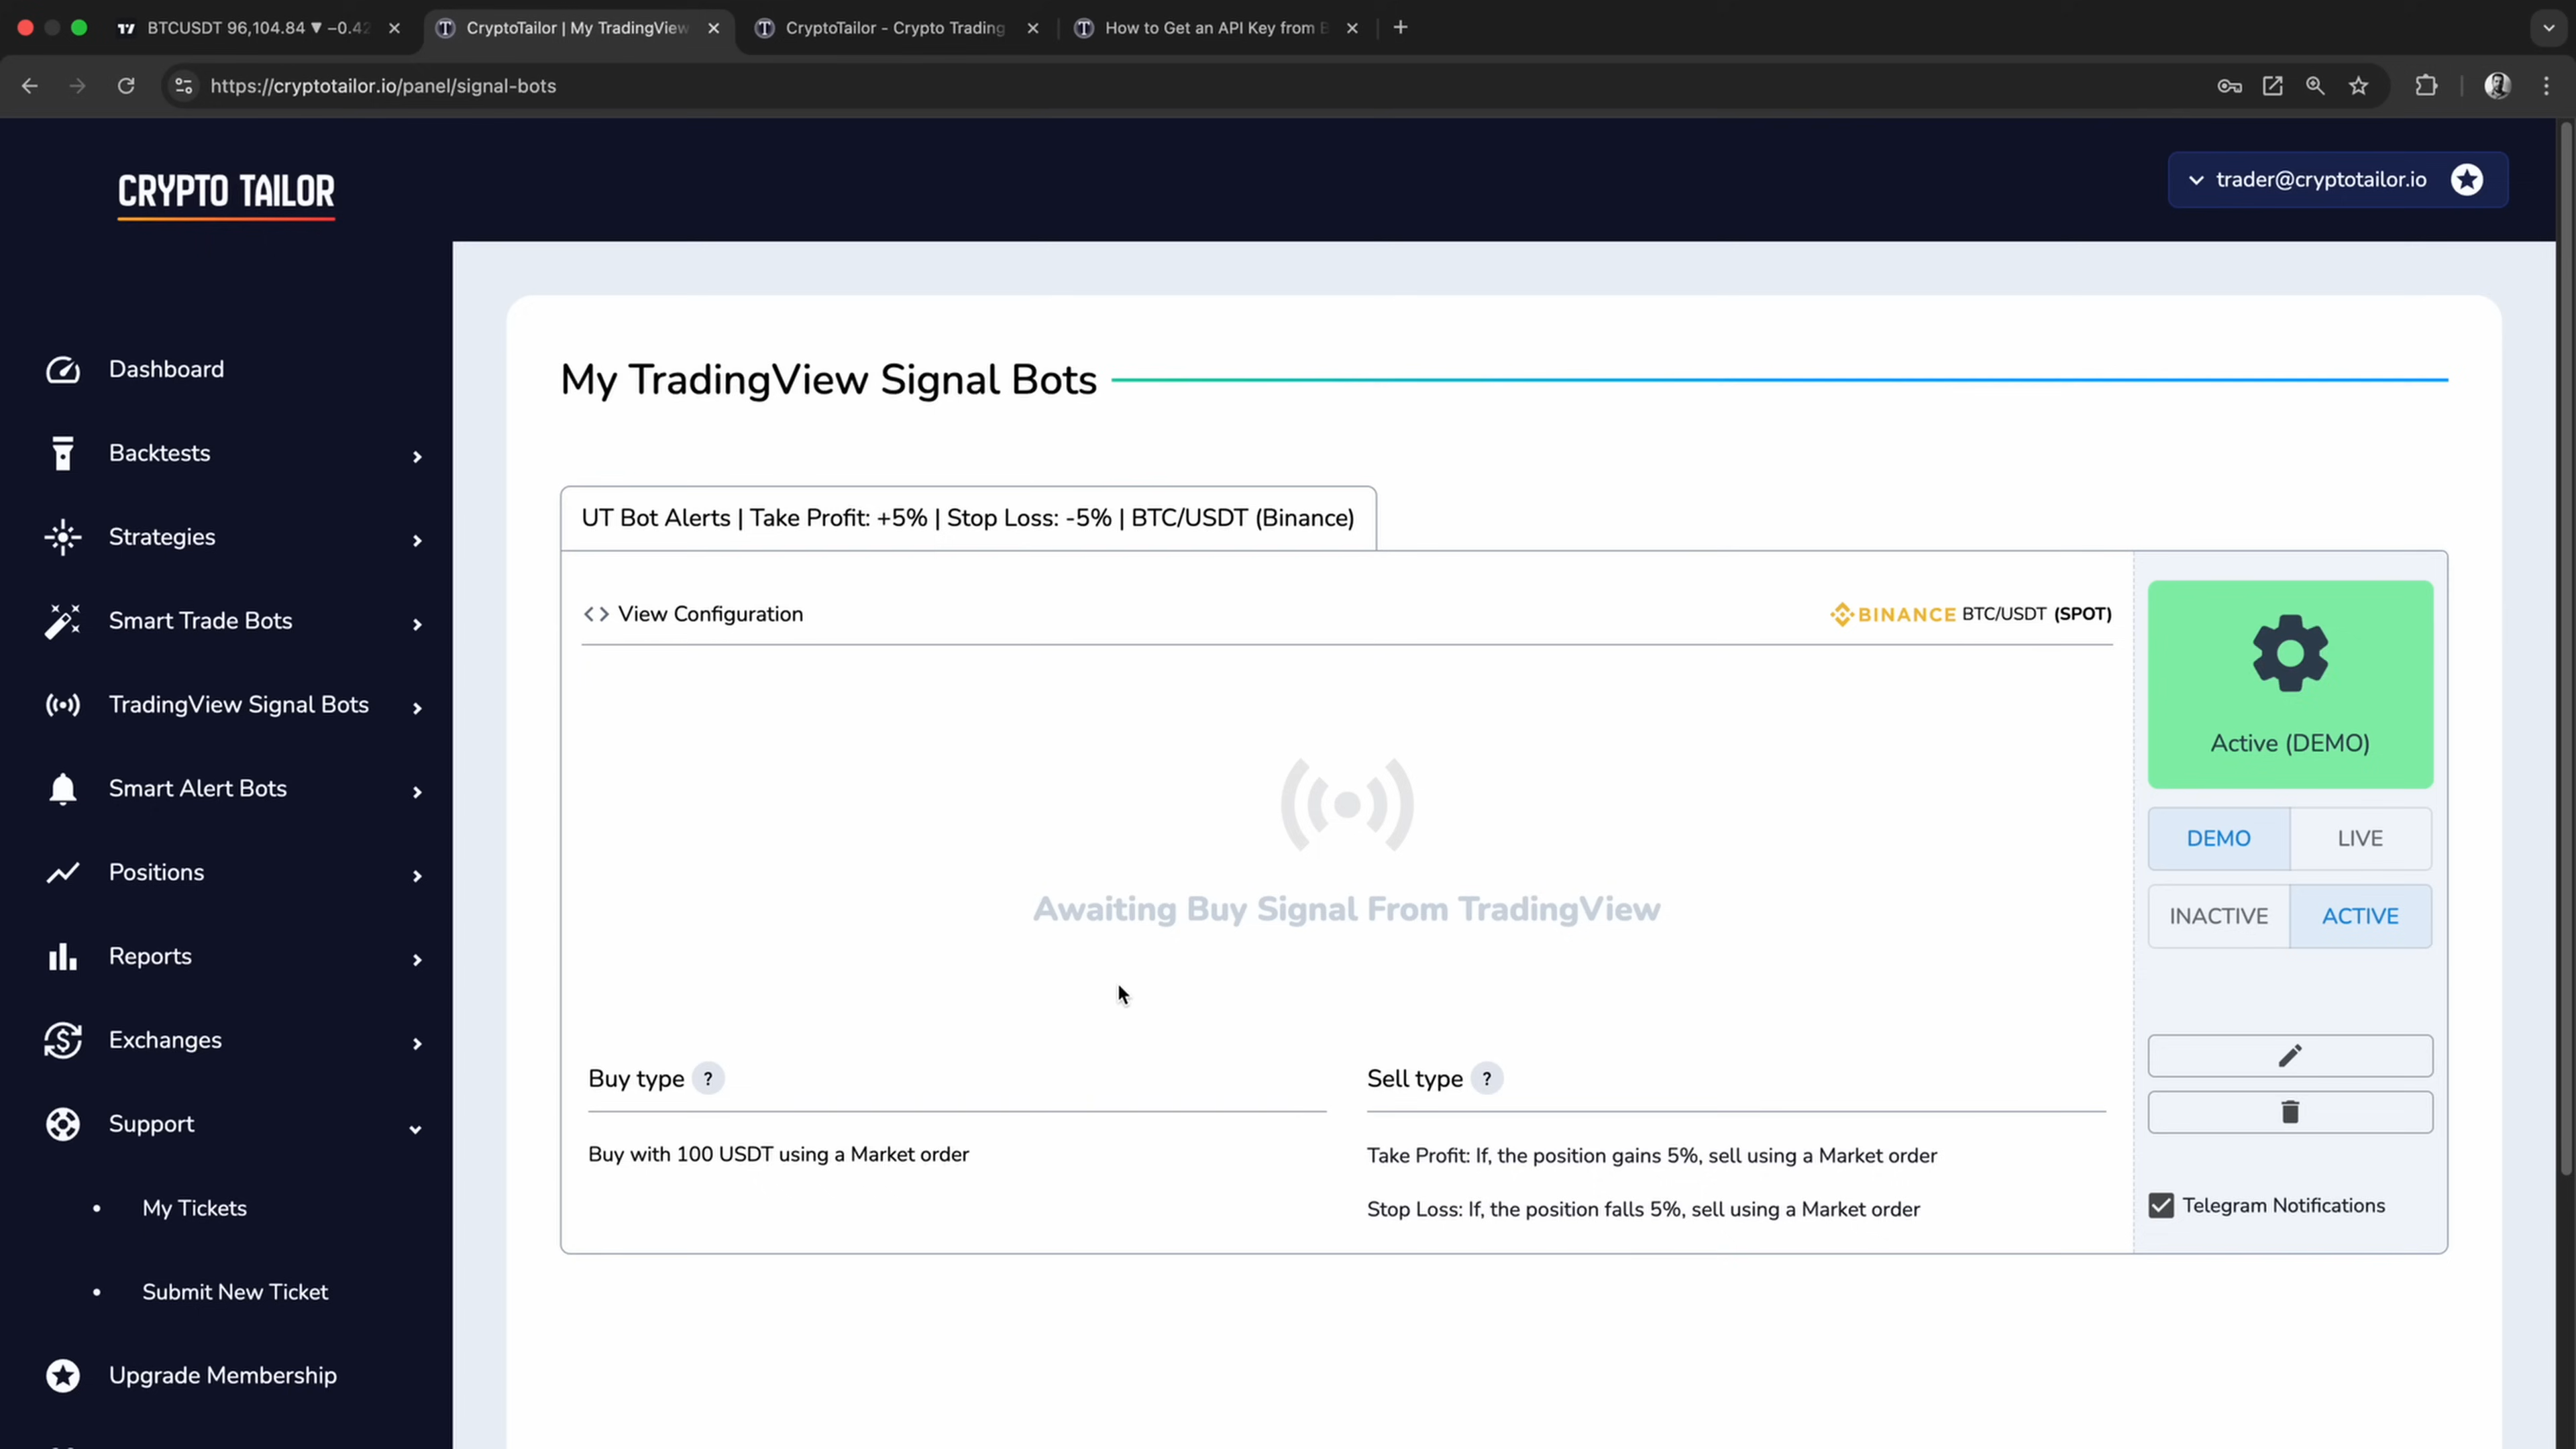 BTCUSDT 96,104.84 ▼ −0.42
CryptoTailor | My TradingView
CryptoTailor - Crypto Trading
How to Get an API Key from B
https://cryptotailor.io/panel/signal-bots
CRYPTO TAILOR
trader@cryptotailor.io
Dashboard
Backtests
Strategies
Smart Trade Bots
TradingView Signal Bots
Smart Alert Bots
Positions
Reports
Exchanges
Support
• My Tickets
• Submit New Ticket
Upgrade Membership
My TradingView Signal Bots
UT Bot Alerts | Take Profit: +5% | Stop Loss: -5% | BTC/USDT (Binance)
<> View Configuration
BINANCE BTC/USDT (SPOT)
Awaiting Buy Signal From TradingView
Buy type ?
Buy with 100 USDT using a Market order
Sell type ?
Take Profit: If, the position gains 5%, sell using a Market order
Stop Loss: If, the position falls 5%, sell using a Market order
Active (DEMO)
DEMO LIVE
INACTIVE ACTIVE
Telegram Notifications